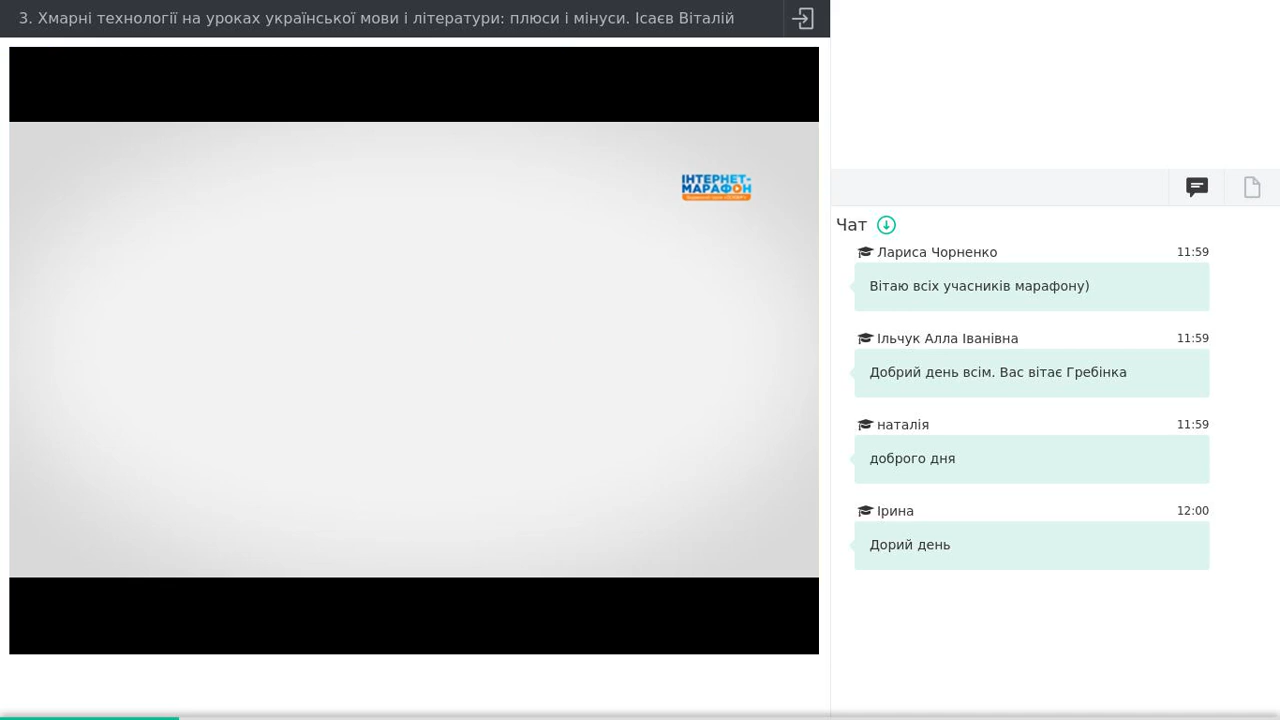 3. Хмарні технології на уроках української мови і літератури: плюси і мінуси. Ісаєв Віталій
ІНТЕРНЕТ-
МАРАФОН
Чат
Лариса Чорненко 11:59
Вітаю всіх учасників марафону)
Ільчук Алла Іванівна 11:59
Добрий день всім. Вас вітає Гребінка
наталія 11:59
доброго дня
Ірина 12:00
Дорий день